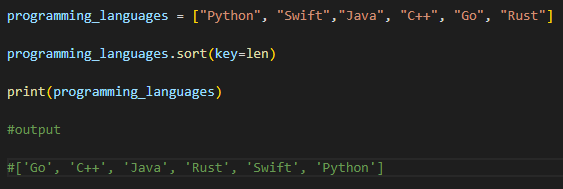 programming_languages = ["Python", "Swift","Java", "C++", "Go", "Rust"]
programming_languages.sort(key=len)
print(programming_languages)
#output
#['Go', 'C++', 'Java', 'Rust', 'Swift', 'Python']